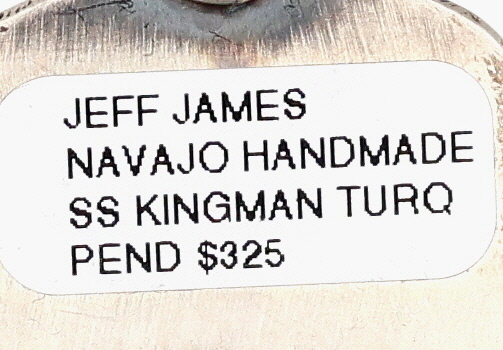 JEFF JAMES
NAVAJO HANDMADE
SS KINGMAN TURQ
PEND $325